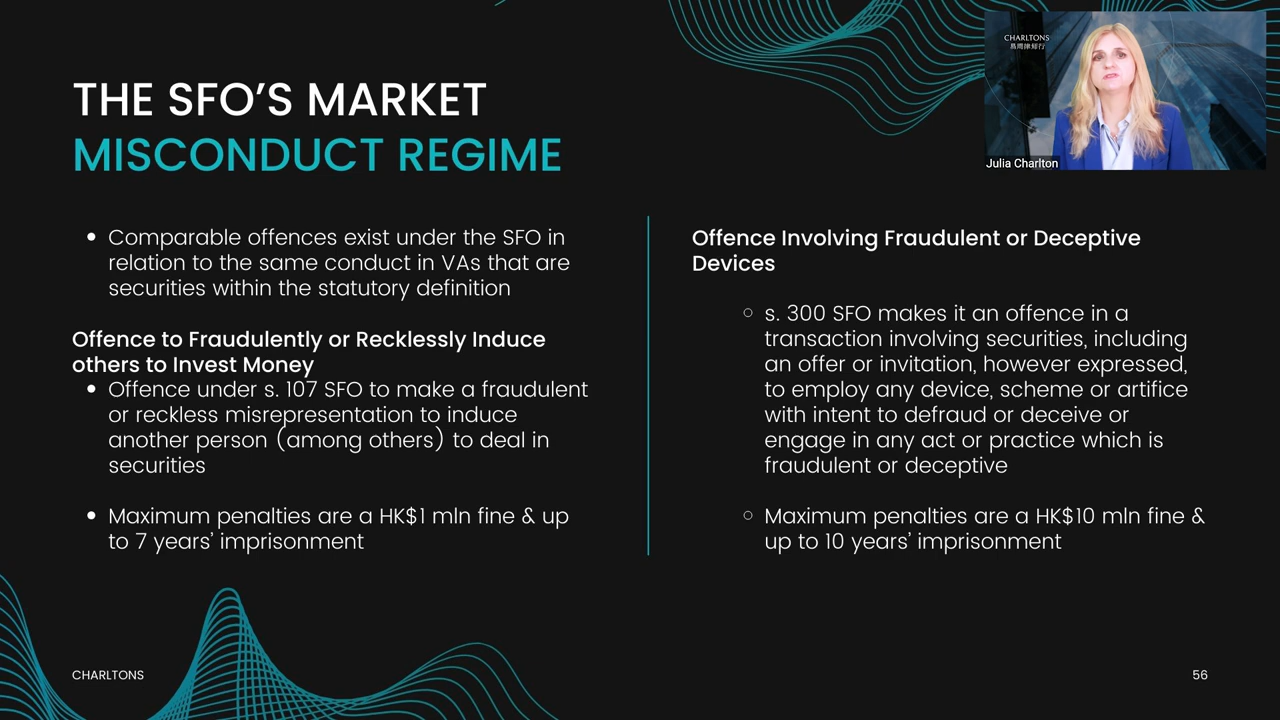 THE SFO’S MARKET
MISCONDUCT REGIME
Comparable offences exist under the SFO in
relation to the same conduct in VAs that are
securities within the statutory definition
Offence to Fraudulently or Recklessly Induce
others to Invest Money
Offence under s. 107 SFO to make a fraudulent
or reckless misrepresentation to induce
another person (among others) to deal in
securities
Maximum penalties are a HK$1 mln fine & up
to 7 years’ imprisonment
Offence Involving Fraudulent or Deceptive
Devices
s. 300 SFO makes it an offence in a
transaction involving securities, including
an offer or invitation, however expressed,
to employ any device, scheme or artifice
with intent to defraud or deceive or
engage in any act or practice which is
fraudulent or deceptive
Maximum penalties are a HK$10 mln fine &
up to 10 years’ imprisonment
CHARLTONS
Julia Charlton
CHARLTONS
56